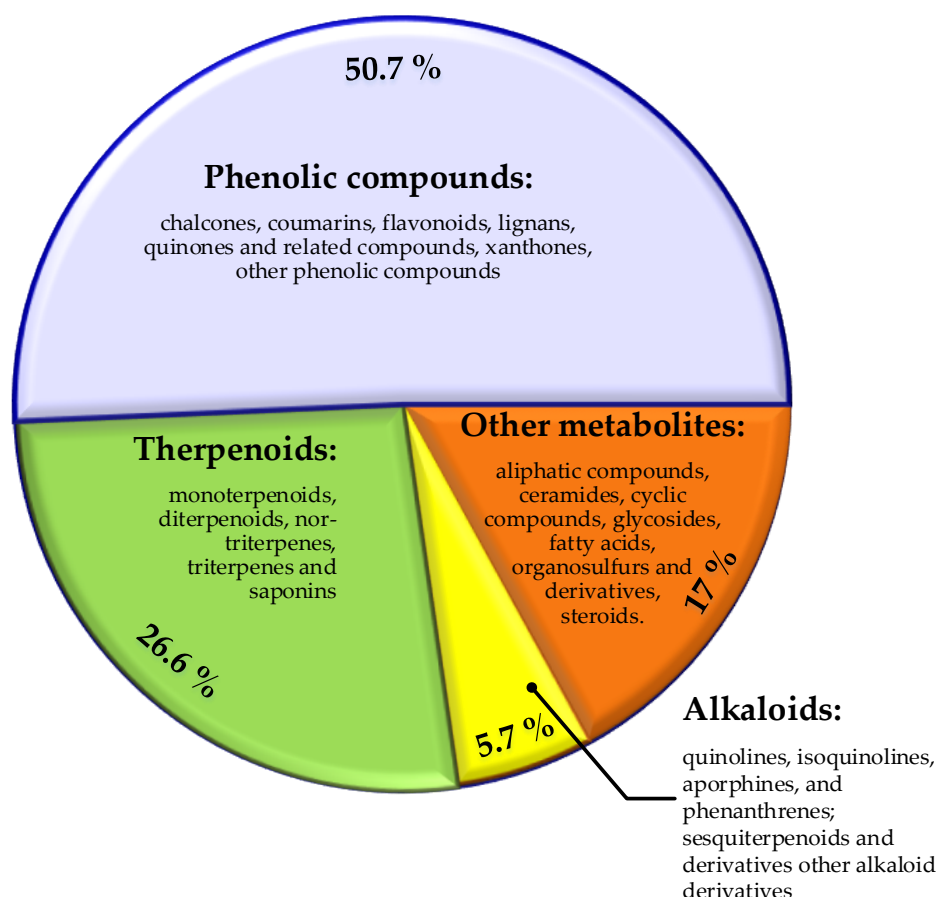 50.7 %
Phenolic compounds:
chalcones, coumarins, flavonoids, lignans,
quinones and related compounds, xanthones,
other phenolic compounds
Therpenoids:
monoterpenoids,
diterpenoids, nor-
triterpenes,
triterpenes and
saponins
26.6 %
Other metabolites:
aliphatic compounds,
ceramides, cyclic
compounds, glycosides,
fatty acids,
organosulfurs and
derivatives,
steroids.
17 %
5.7 %
Alkaloids:
quinolines, isoquinolines,
aporphines, and
phenanthrenes;
sesquiterpenoids and
derivatives other alkaloid
derivatives